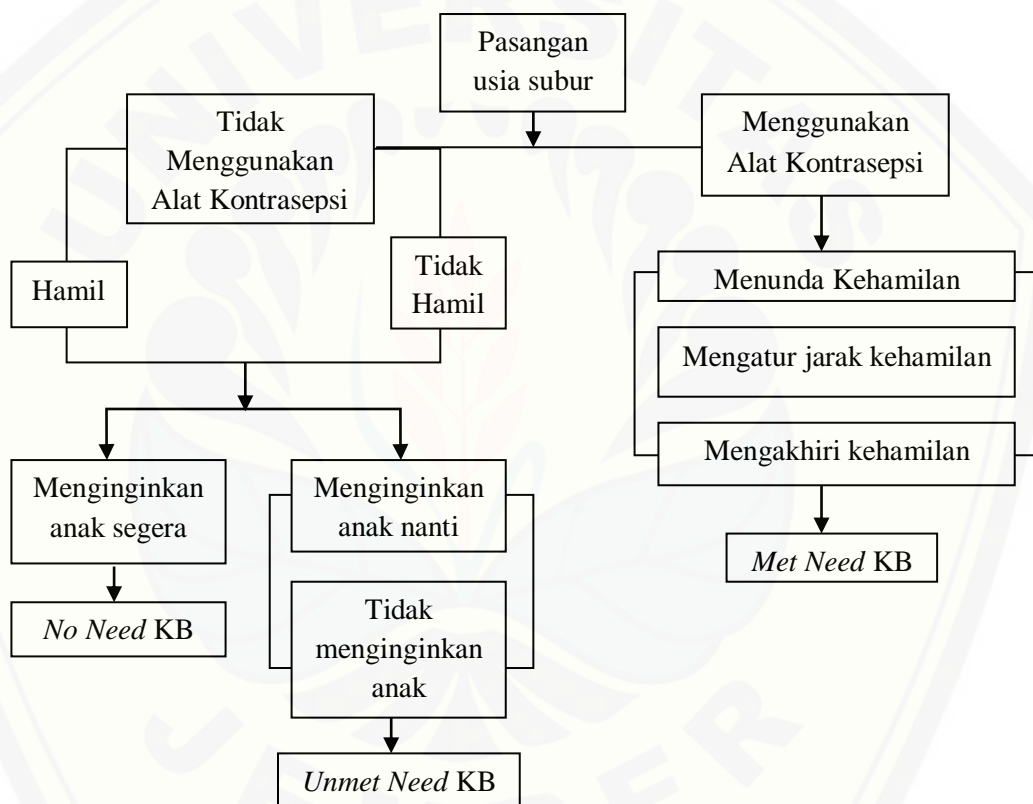 Pasangan
usia subur
Tidak
Menggunakan
Alat Kontrasepsi
Menggunakan
Alat Kontrasepsi
Hamil
Tidak
Hamil
Menunda Kehamilan
Mengatur jarak kehamilan
Mengakhiri kehamilan
Menginginkan
anak segera
Menginginkan
anak nanti
Met Need KB
No Need KB
Tidak
menginginkan
anak
Unmet Need KB
UNIVERSITAS
JEMBER